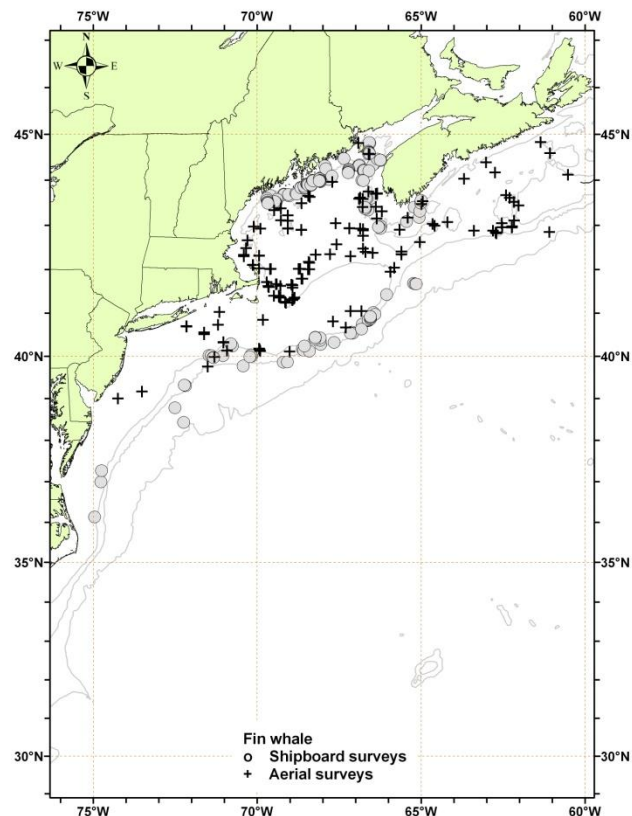 75°W 70°W 65°W 60°W
N
W E
S
45°N 45°N
40°N 40°N
35°N 35°N
30°N 30°N
Fin whale
Shipboard surveys
+ Aerial surveys
75°W 70°W 65°W 60°W